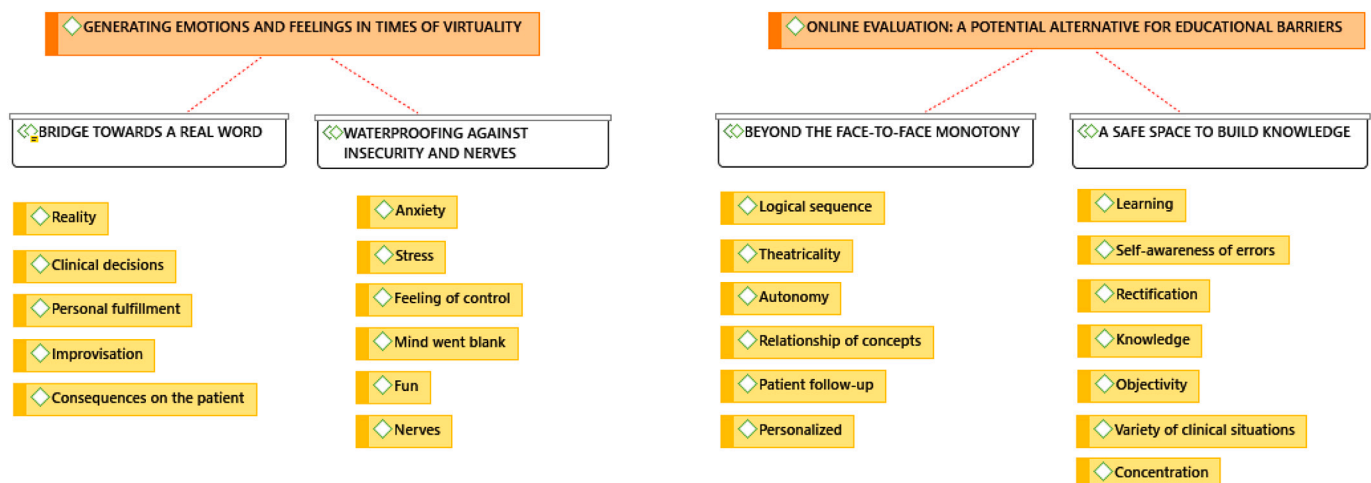 GENERATING EMOTIONS AND FEELINGS IN TIMES OF VIRTUALITY
BRIDGE TOWARDS A REAL WORD
Reality
Clinical decisions
Personal fulfillment
Improvisation
Consequences on the patient
WATERPROOFING AGAINST
INSECURITY AND NERVES
Anxiety
Stress
Feeling of control
Mind went blank
Fun
Nerves
ONLINE EVALUATION: A POTENTIAL ALTERNATIVE FOR EDUCATIONAL BARRIERS
BEYOND THE FACE-TO-FACE MONOTONY
Logical sequence
Theatricality
Autonomy
Relationship of concepts
Patient follow-up
Personalized
A SAFE SPACE TO BUILD KNOWLEDGE
Learning
Self-awareness of errors
Rectification
Knowledge
Objectivity
Variety of clinical situations
Concentration